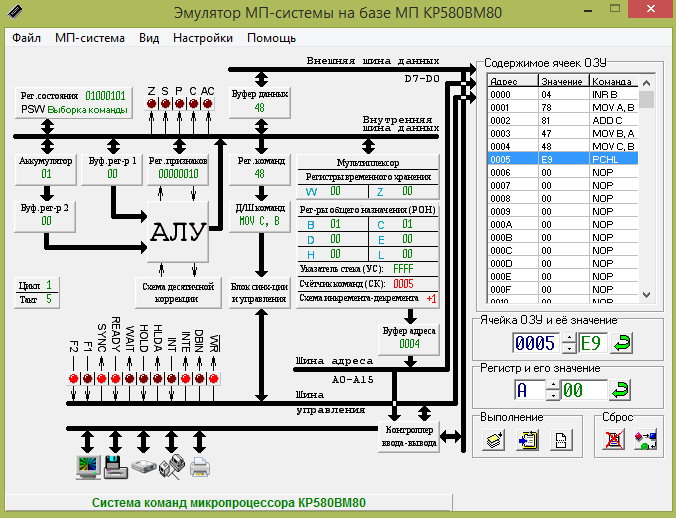 Эмулятор МП-системы на базе МП КР580ВМ80
Файл МП-система Вид Настройки Помощь
Внешняя шина данных
D7-D0
Рег.состояния 01000101
PSW Выборка команды
Z S P C AC
Буфер данных
48
Внутренняя
шина данных
Аккумулятор
01
Буф.рег-р 1
00
Рег.признаков
00000010
Рег.команд
48
Мультиплексор
Регистры временного хранения
W 00 Z 00
Буф.рег-р 2
00
АЛУ
Д/Ш команд
MOV C, B
Рег-ры общего назначения (РОН)
B 01 C 01
D 00 E 00
H 00 L 00
Указатель стека (УС): FFFF
Счётчик команд (СК): 0005
Схема инкремента-декремента +1
Цикл 1
Такт 5
Схема десятичной
коррекции
Блок синх-ции
и управления
Буфер адреса
0004
Шина адреса
A0-A15
Шина
управления
F2 F1 SYNC READY WAIT HOLD HLDA INT INTE DBIN WR
Контроллер
ввода-вывода
Содержимое ячеек ОЗУ
Адрес Значение Команда
0000 04 INR B
0001 78 MOV A, B
0002 81 ADD C
0003 47 MOV B, A
0004 48 MOV C, B
0005 E9 PCHL
0006 00 NOP
0007 00 NOP
0008 00 NOP
0009 00 NOP
000A 00 NOP
000B 00 NOP
000C 00 NOP
000D 00 NOP
000E 00 NOP
000F 00 NOP
0010 00 NOP
Ячейка ОЗУ и её значение
0005 E9
Регистр и его значение
A 00
Выполнение
Сброс
Система команд микропроцессора КР580ВМ80